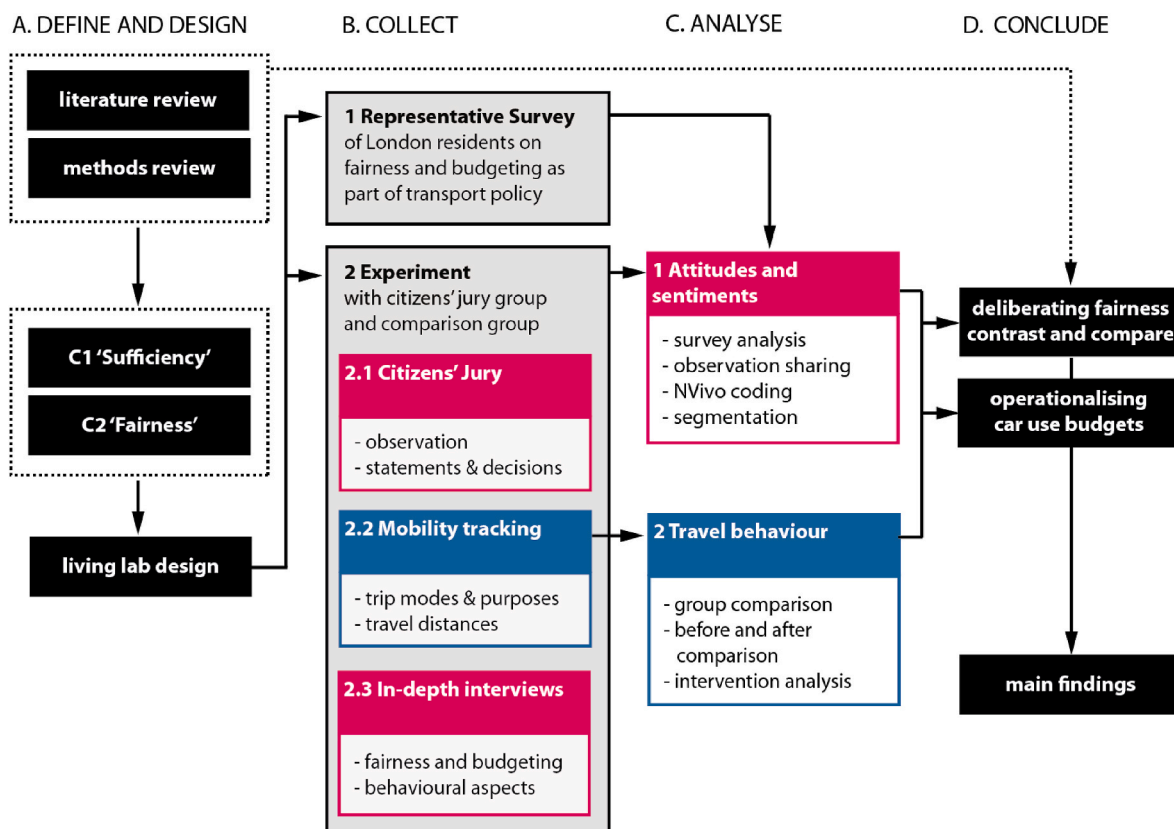 A. DEFINE AND DESIGN
literature review
methods review
C1 ‘Sufficiency’
C2 ‘Fairness’
living lab design
B. COLLECT
1 Representative Survey
of London residents on
fairness and budgeting as
part of transport policy
2 Experiment
with citizens’ jury group
and comparison group
2.1 Citizens’ Jury
- observation
- statements & decisions
2.2 Mobility tracking
- trip modes & purposes
- travel distances
2.3 In-depth interviews
- fairness and budgeting
- behavioural aspects
C. ANALYSE
1 Attitudes and
sentiments
- survey analysis
- observation sharing
- NVivo coding
- segmentation
2 Travel behaviour
- group comparison
- before and after
comparison
- intervention analysis
D. CONCLUDE
deliberating fairness
contrast and compare
operationalising
car use budgets
main findings